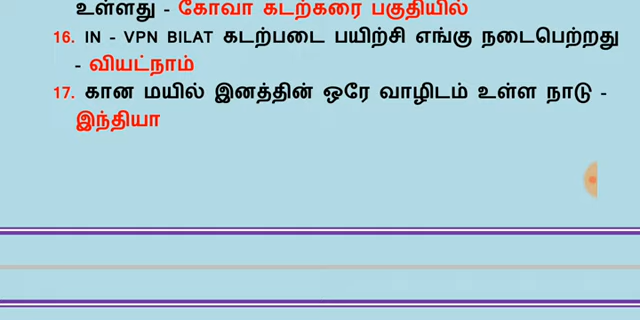 உள்ளது - கோவா கடற்கரை பகுதியில்
16. IN - VPN BILAT கடற்படை பயிற்சி எங்கு நடைபெற்றது
- வியட்நாம்
17. கான மயில் இனத்தின் ஒரே வாழிடம் உள்ள நாடு -
இந்தியா